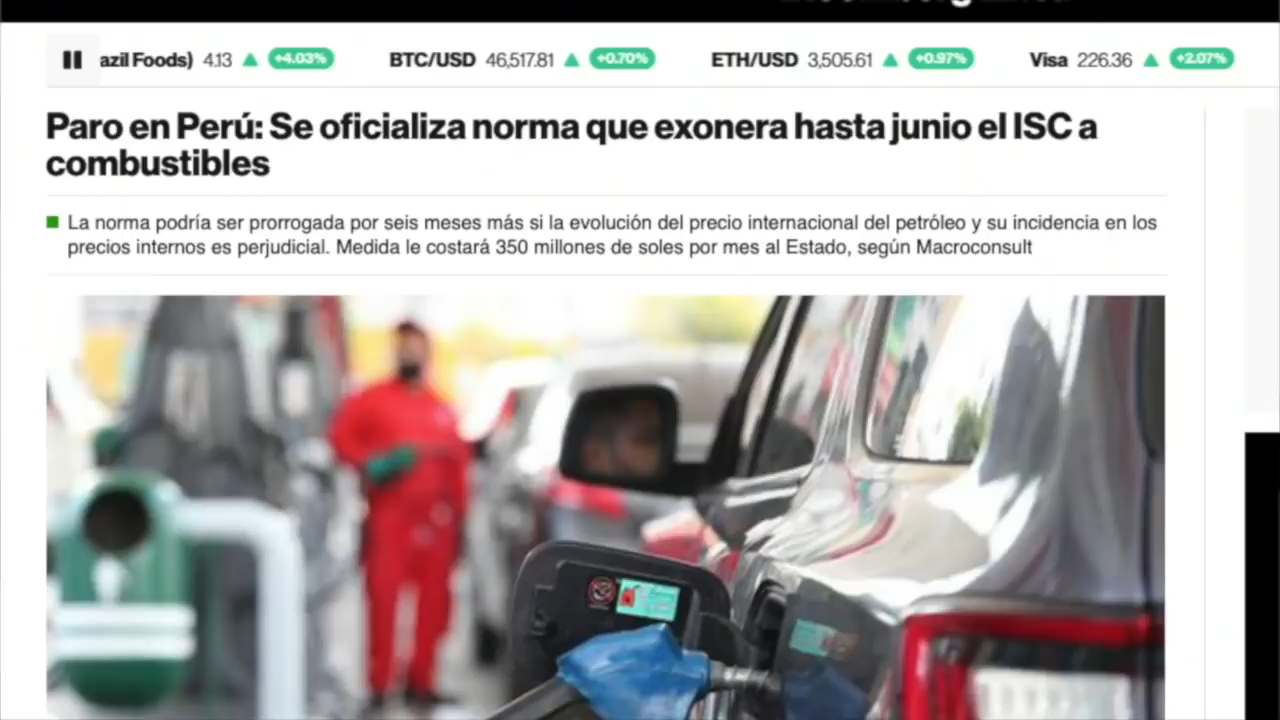 azil Foods) 4.13 +4.03% BTC/USD 46,517.81 +0.70% ETH/USD 3,505.61 +0.97% Visa 226.36 +2.07%
Paro en Perú: Se oficializa norma que exonera hasta junio el ISC a
combustibles
La norma podría ser prorrogada por seis meses más si la evolución del precio internacional del petróleo y su incidencia en los
precios internos es perjudicial. Medida le costará 350 millones de soles por mes al Estado, según Macroconsult